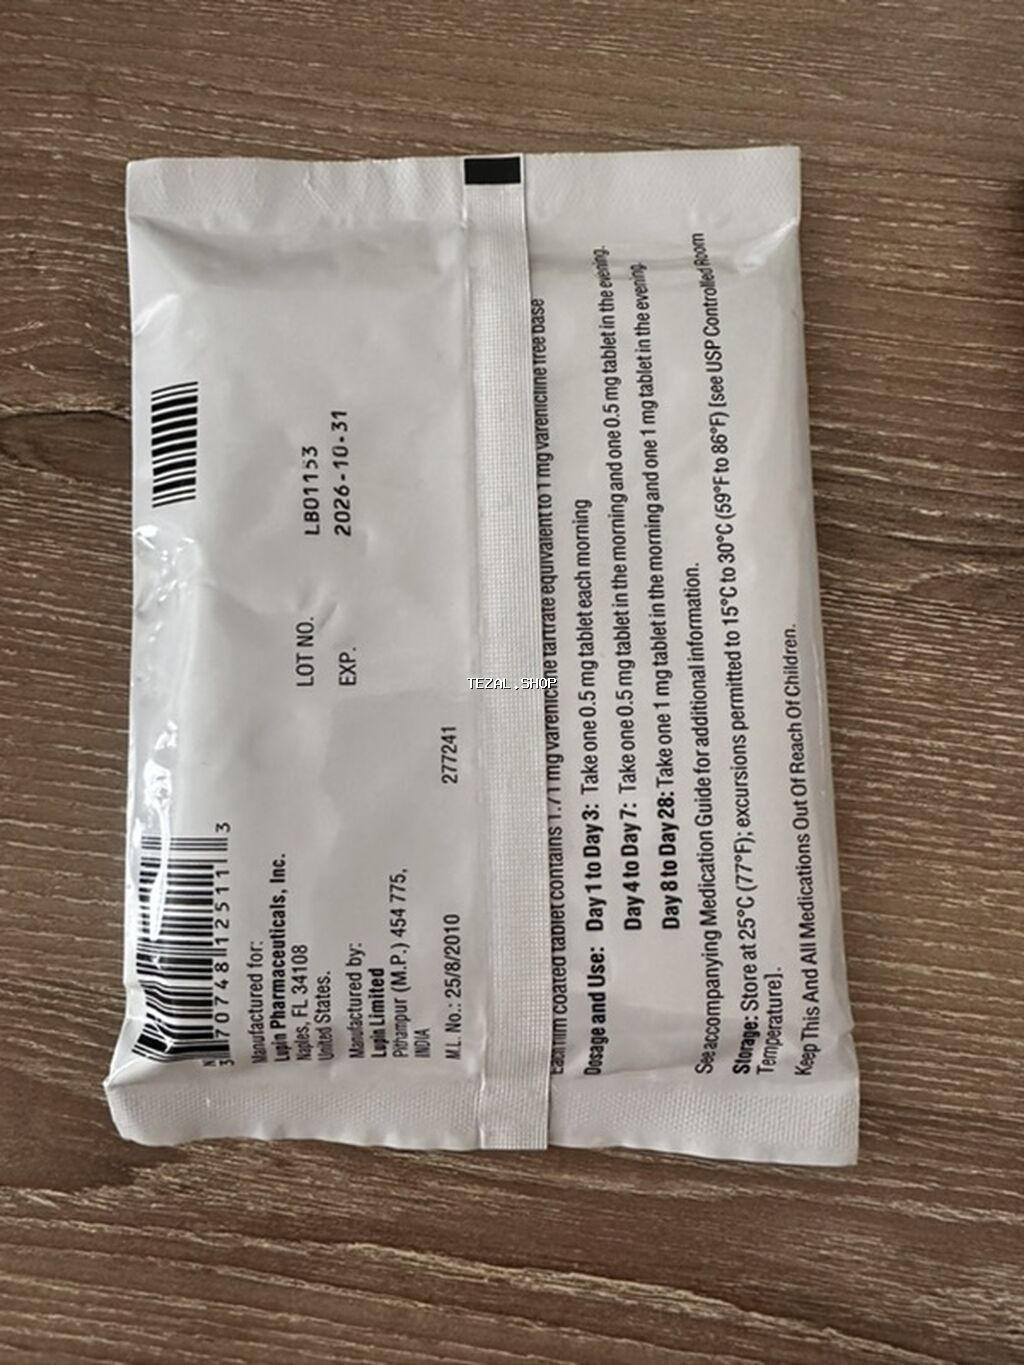 N
3 70748 12511 3
Manufactured for:
Lupin Pharmaceuticals, Inc.
Naples, FL 34108
United States.
LOT NO. LB01153
EXP. 2026-10-31
Manufactured by:
Lupin Limited
Pithampur (M.P.) 454 775,
INDIA
M.L. No.: 25/8/2010 277241
TEZAL.SHOP
Each film coated tablet contains 1.71 mg varenicline tartrate equivalent to 1 mg varenicline free base
Dosage and Use: Day 1 to Day 3: Take one 0.5 mg tablet each morning
Day 4 to Day 7: Take one 0.5 mg tablet in the morning and one 0.5 mg tablet in the evening.
Day 8 to Day 28: Take one 1 mg tablet in the morning and one 1 mg tablet in the evening.
See accompanying Medication Guide for additional information.
Storage: Store at 25°C (77°F); excursions permitted to 15°C to 30°C (59°F to 86°F) [see USP Controlled Room
Temperature].
Keep This And All Medications Out Of Reach Of Children.